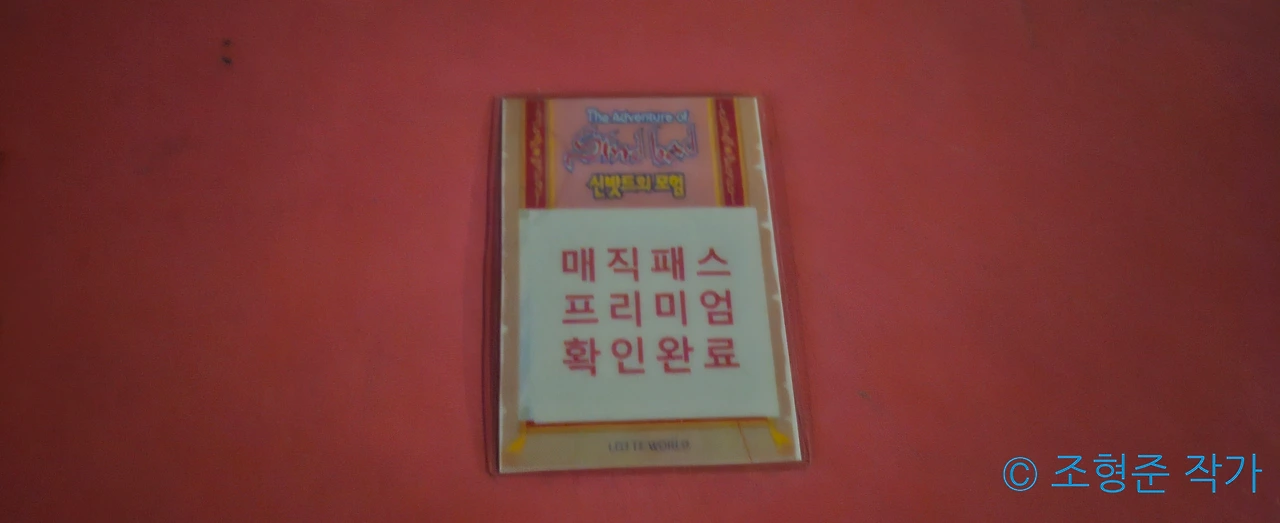 The Adventure of
Sindbad
신밧드의 모험
매직패스
프리미엄
확인완료
LOTTE WORLD
© 조형준 작가